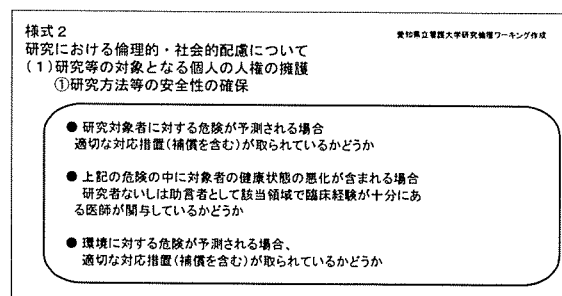 様式２
愛知県立看護大学研究倫理ワーキング作成
研究における倫理的・社会的配慮について
（１）研究等の対象となる個人の人権の擁護
①研究方法等の安全性の確保
● 研究対象者に対する危険が予測される場合
適切な対応措置(補償を含む)が取られているかどうか
● 上記の危険の中に対象者の健康状態の悪化が含まれる場合
研究者ないしは助言者として該当領域で臨床経験が十分にあ
る医師が関与しているかどうか
● 環境に対する危険が予測される場合、
適切な対応措置(補償を含む)が取られているかどうか